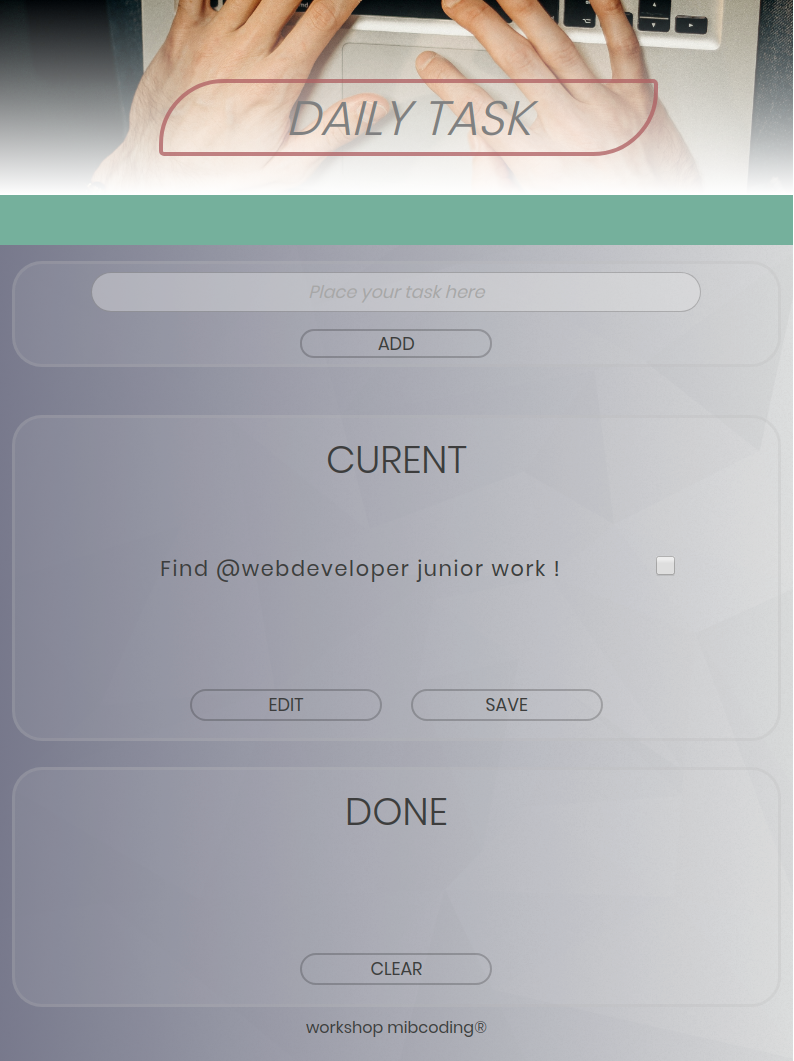 DAILY TASK
Place your task here
ADD
CURENT
Find @webdeveloper junior work !
EDIT
SAVE
DONE
CLEAR
workshop mibcoding®